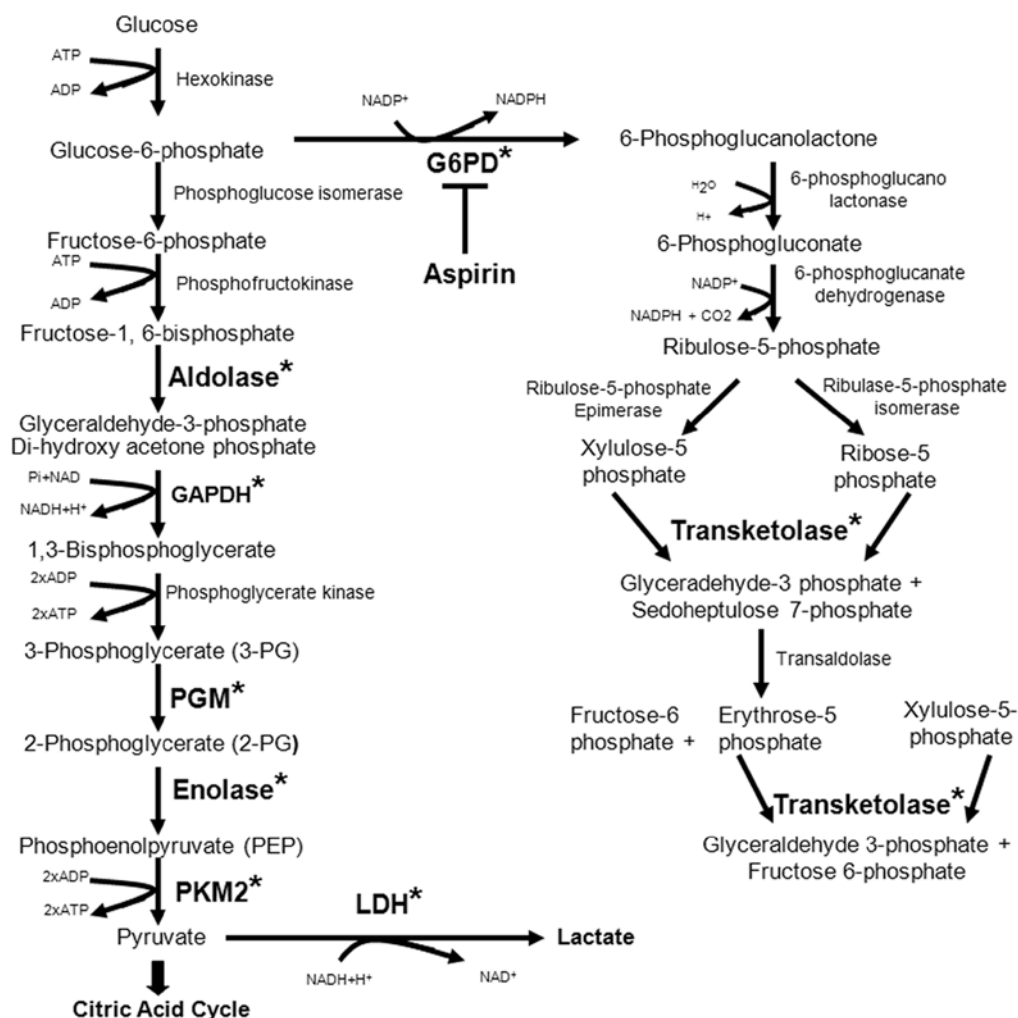 Glucose
ATP
ADP
Hexokinase
Glucose-6-phosphate
NADP+
NADPH
G6PD*
6-Phosphoglucanolactone
Phosphoglucose isomerase
Aspirin
H2O
H+
6-phosphoglucano
lactonase
Fructose-6-phosphate
ATP
ADP
Phosphofructokinase
6-Phosphogluconate
NADP+
NADPH + CO2
6-phosphoglucanate
dehydrogenase
Fructose-1, 6-bisphosphate
Ribulose-5-phosphate
Aldolase*
Ribulose-5-phosphate
Epimerase
Ribulase-5-phosphate
isomerase
Glyceraldehyde-3-phosphate
Di-hydroxy acetone phosphate
Xylulose-5
phosphate
Ribose-5
phosphate
Pi+NAD
NADH+H+
GAPDH*
Transketolase*
1,3-Bisphosphoglycerate
2xADP
2xATP
Phosphoglycerate kinase
Glyceradehyde-3 phosphate +
Sedoheptulose 7-phosphate
3-Phosphoglycerate (3-PG)
Transaldolase
PGM*
Fructose-6
phosphate +
Erythrose-5
phosphate
Xylulose-5-
phosphate
2-Phosphoglycerate (2-PG)
Enolase*
Transketolase*
Phosphoenolpyruvate (PEP)
Glyceraldehyde 3-phosphate +
Fructose 6-phosphate
2xADP
2xATP
PKM2*
LDH*
Pyruvate
Lactate
NADH+H+
NAD+
Citric Acid Cycle